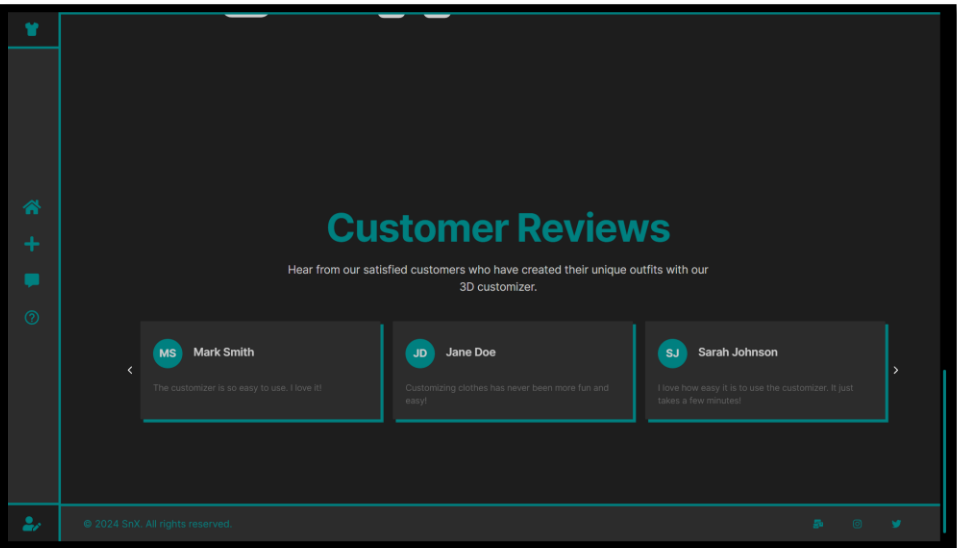 Customer Reviews
Hear from our satisfied customers who have created their unique outfits with our
3D customizer.
MS Mark Smith
The customizer is so easy to use. I love it!
JD Jane Doe
Customizing clothes has never been more fun and
easy!
SJ Sarah Johnson
I love how easy it is to use the customizer. It just
takes a few minutes!
© 2024 SnX. All rights reserved.